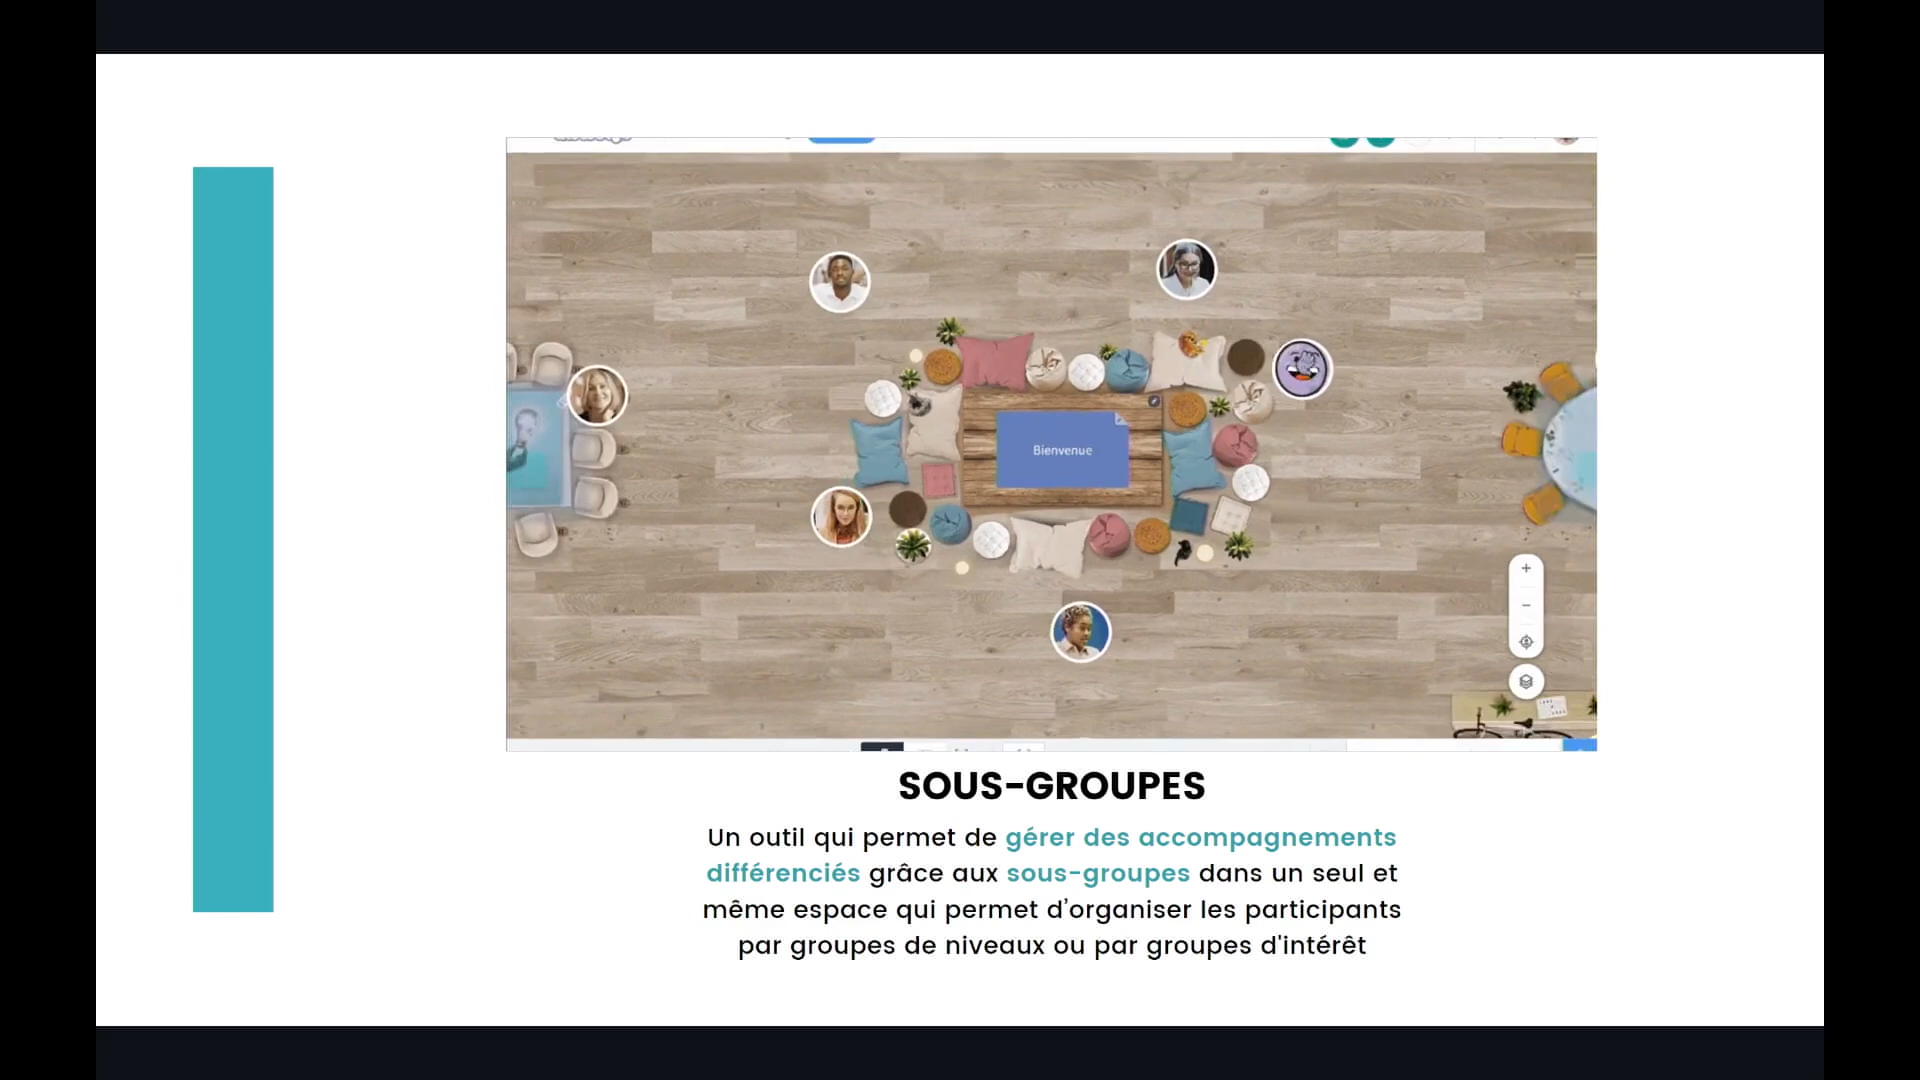 Bienvenue
SOUS-GROUPES
Un outil qui permet de gérer des accompagnements
différenciés grâce aux sous-groupes dans un seul et
même espace qui permet d’organiser les participants
par groupes de niveaux ou par groupes d'intérêt